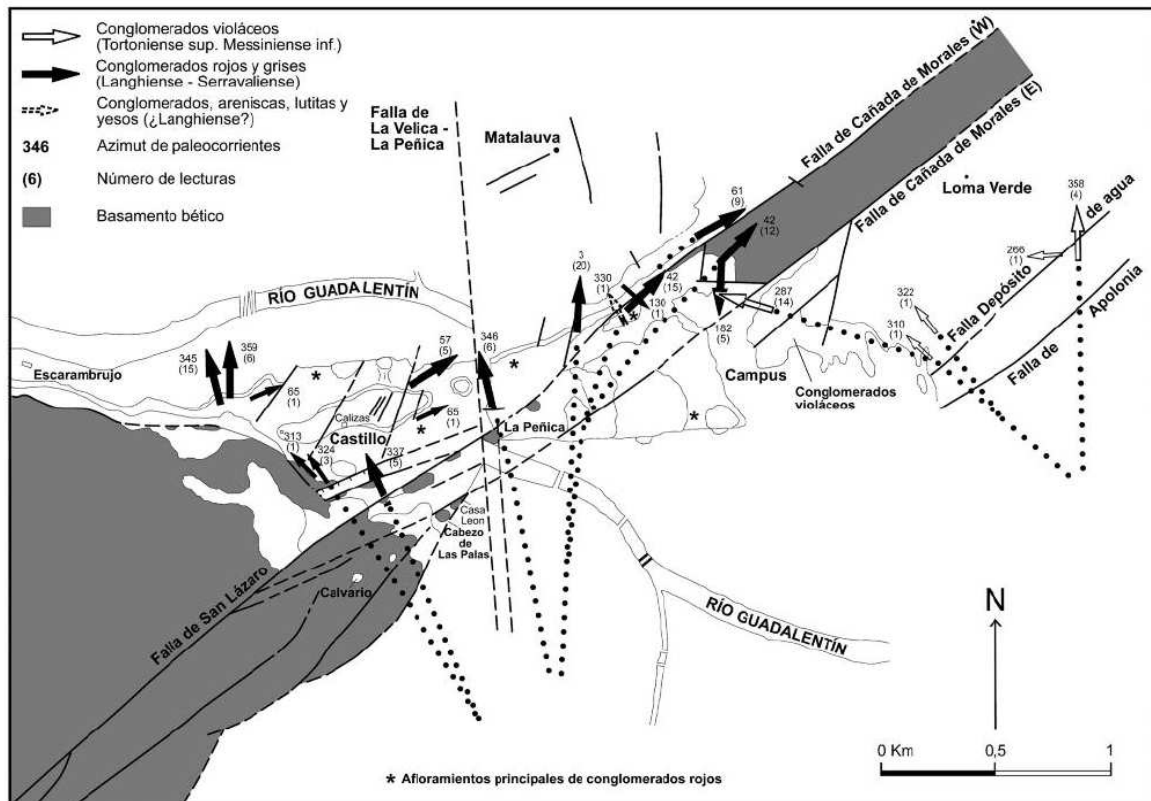 Conglomerados violáceos
(Tortoniense sup. Messiniense inf.)
Conglomerados rojos y grises
(Langhiense - Serravaliense)
Conglomerados, areniscas, lutitas y
yesos (¿Langhiense?)
346 Azimut de paleocorrientes
(6) Número de lecturas
Basamento bético
Falla de
La Velica -
La Peñica
Matalauva
Falla de Cañada de Morales (W)
Falla de Cañada de Morales (E)
Loma Verde
358
(4)
de agua
Falla Depósito
266
(1)
61
(9)
42
(12)
3
(20)
330
(1)
42
(15)
130
(1)
287
(14)
182
(5)
322
(1)
310
(1)
Falla de Apolonia
RÍO GUADALENTÍN
345
(15)
359
(6)
57
(5)
346
(6)
Escarambrujo
65
(1)
65
(1)
Calizas
Castillo
313
(1)
324
(3)
337
(5)
La Peñica
Campus
Conglomerados
violáceos
Casa
Leon
Cabezo
de
Las Palas
Calvario
Falla de San Lázaro
RÍO GUADALENTÍN
N
0 Km 0,5 1
* Afloramientos principales de conglomerados rojos